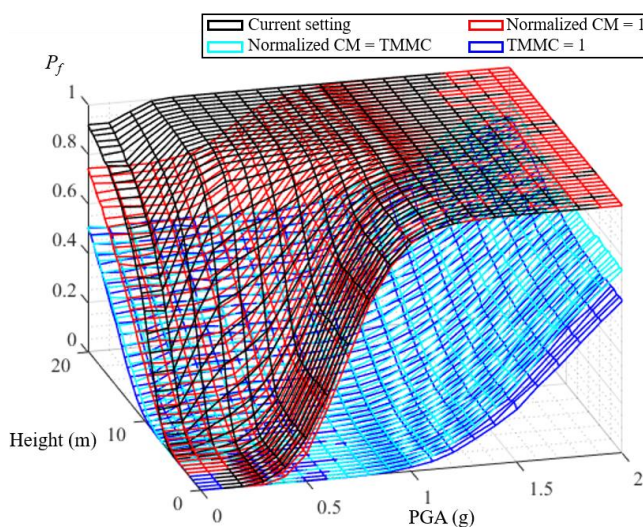 Current setting
Normalized CM = 1
Normalized CM = TMMC
TMMC = 1
Pf
1
0.8
0.6
0.4
0.2
0
20
10
0
Height (m)
0
0.5
1
1.5
2
PGA (g)